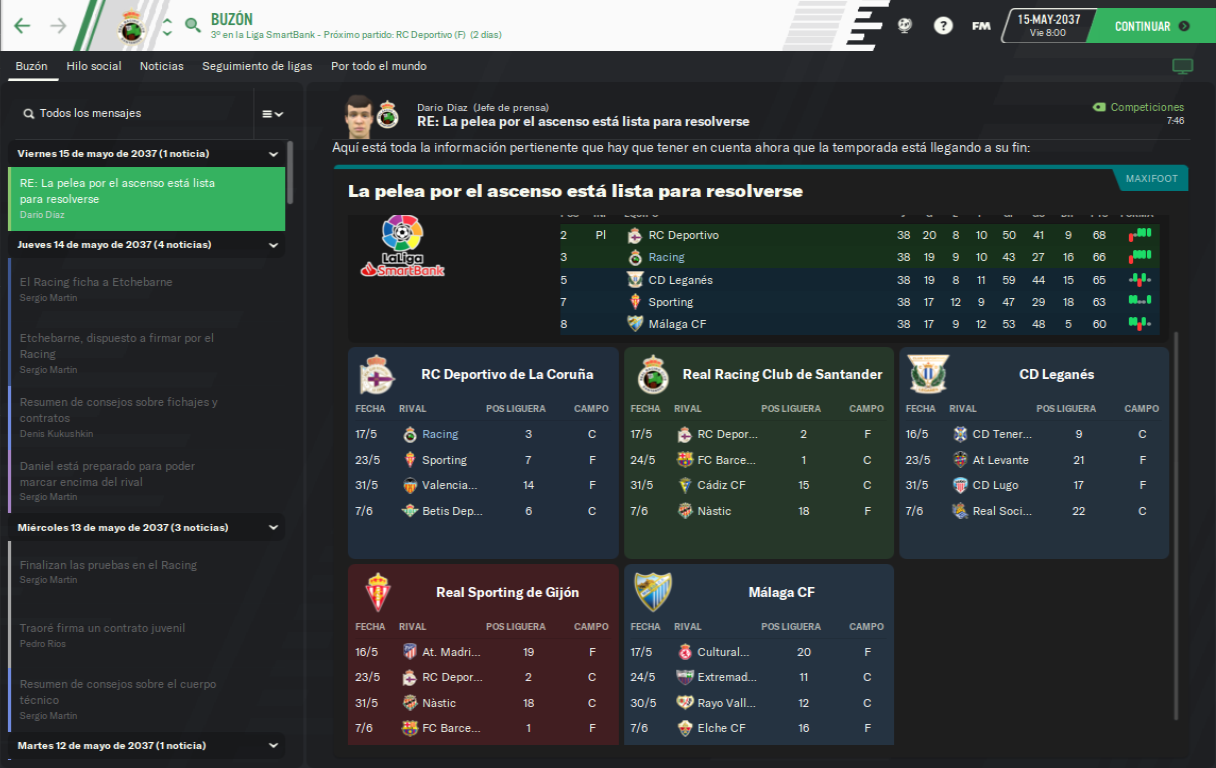 BUZÓN
3º en la Liga SmartBank - Próximo partido: RC Deportivo (F) (2 días)
?
FM
15-MAY-2037
Vie 8:00
CONTINUAR
Buzón Hilo social Noticias Seguimiento de ligas Por todo el mundo
Todos los mensajes
Viernes 15 de mayo de 2037 (1 noticia)
RE: La pelea por el ascenso está lista
para resolverse
Darío Díaz
Jueves 14 de mayo de 2037 (4 noticias)
El Racing ficha a Etchebarne
Sergio Martín
Etchebarne, dispuesto a firmar por el
Racing
Sergio Martín
Resumen de consejos sobre fichajes y
contratos
Denis Kukushkin
Daniel está preparado para poder
marcar encima del rival
Sergio Martín
Miércoles 13 de mayo de 2037 (3 noticias)
Finalizan las pruebas en el Racing
Sergio Martín
Traoré firma un contrato juvenil
Pedro Ríos
Resumen de consejos sobre el cuerpo
técnico
Sergio Martín
Martes 12 de mayo de 2037 (1 noticia)
Darío Díaz (Jefe de prensa)
RE: La pelea por el ascenso está lista para resolverse
Competiciones
7:46
Aquí está toda la información pertienente que hay que tener en cuenta ahora que la temporada está llegando a su fin:
MAXIFOOT
La pelea por el ascenso está lista para resolverse
LaLiga
SmartBank
2 Pl RC Deportivo 38 20 8 10 50 41 9 68
3 Racing 38 19 9 10 43 27 16 66
5 CD Leganés 38 19 8 11 59 44 15 65
7 Sporting 38 17 12 9 47 29 18 63
8 Málaga CF 38 17 9 12 53 48 5 60
RC Deportivo de La Coruña
FECHA RIVAL POS LIGUERA CAMPO
17/5 Racing 3 C
23/5 Sporting 7 F
31/5 Valencia... 14 F
7/6 Betis Dep... 6 C
Real Racing Club de Santander
FECHA RIVAL POS LIGUERA CAMPO
17/5 RC Depor... 2 F
24/5 FC Barce... 1 C
31/5 Cádiz CF 15 C
7/6 Nàstic 18 F
CD Leganés
FECHA RIVAL POS LIGUERA CAMPO
16/5 CD Tener... 9 C
23/5 At Levante 21 F
31/5 CD Lugo 17 F
7/6 Real Soci... 22 C
Real Sporting de Gijón
FECHA RIVAL POS LIGUERA CAMPO
16/5 At. Madri... 19 F
23/5 RC Depor... 2 C
31/5 Nàstic 18 C
7/6 FC Barce... 1 F
Málaga CF
FECHA RIVAL POS LIGUERA CAMPO
17/5 Cultural... 20 F
24/5 Extremad... 11 C
30/5 Rayo Vall... 12 C
7/6 Elche CF 16 F